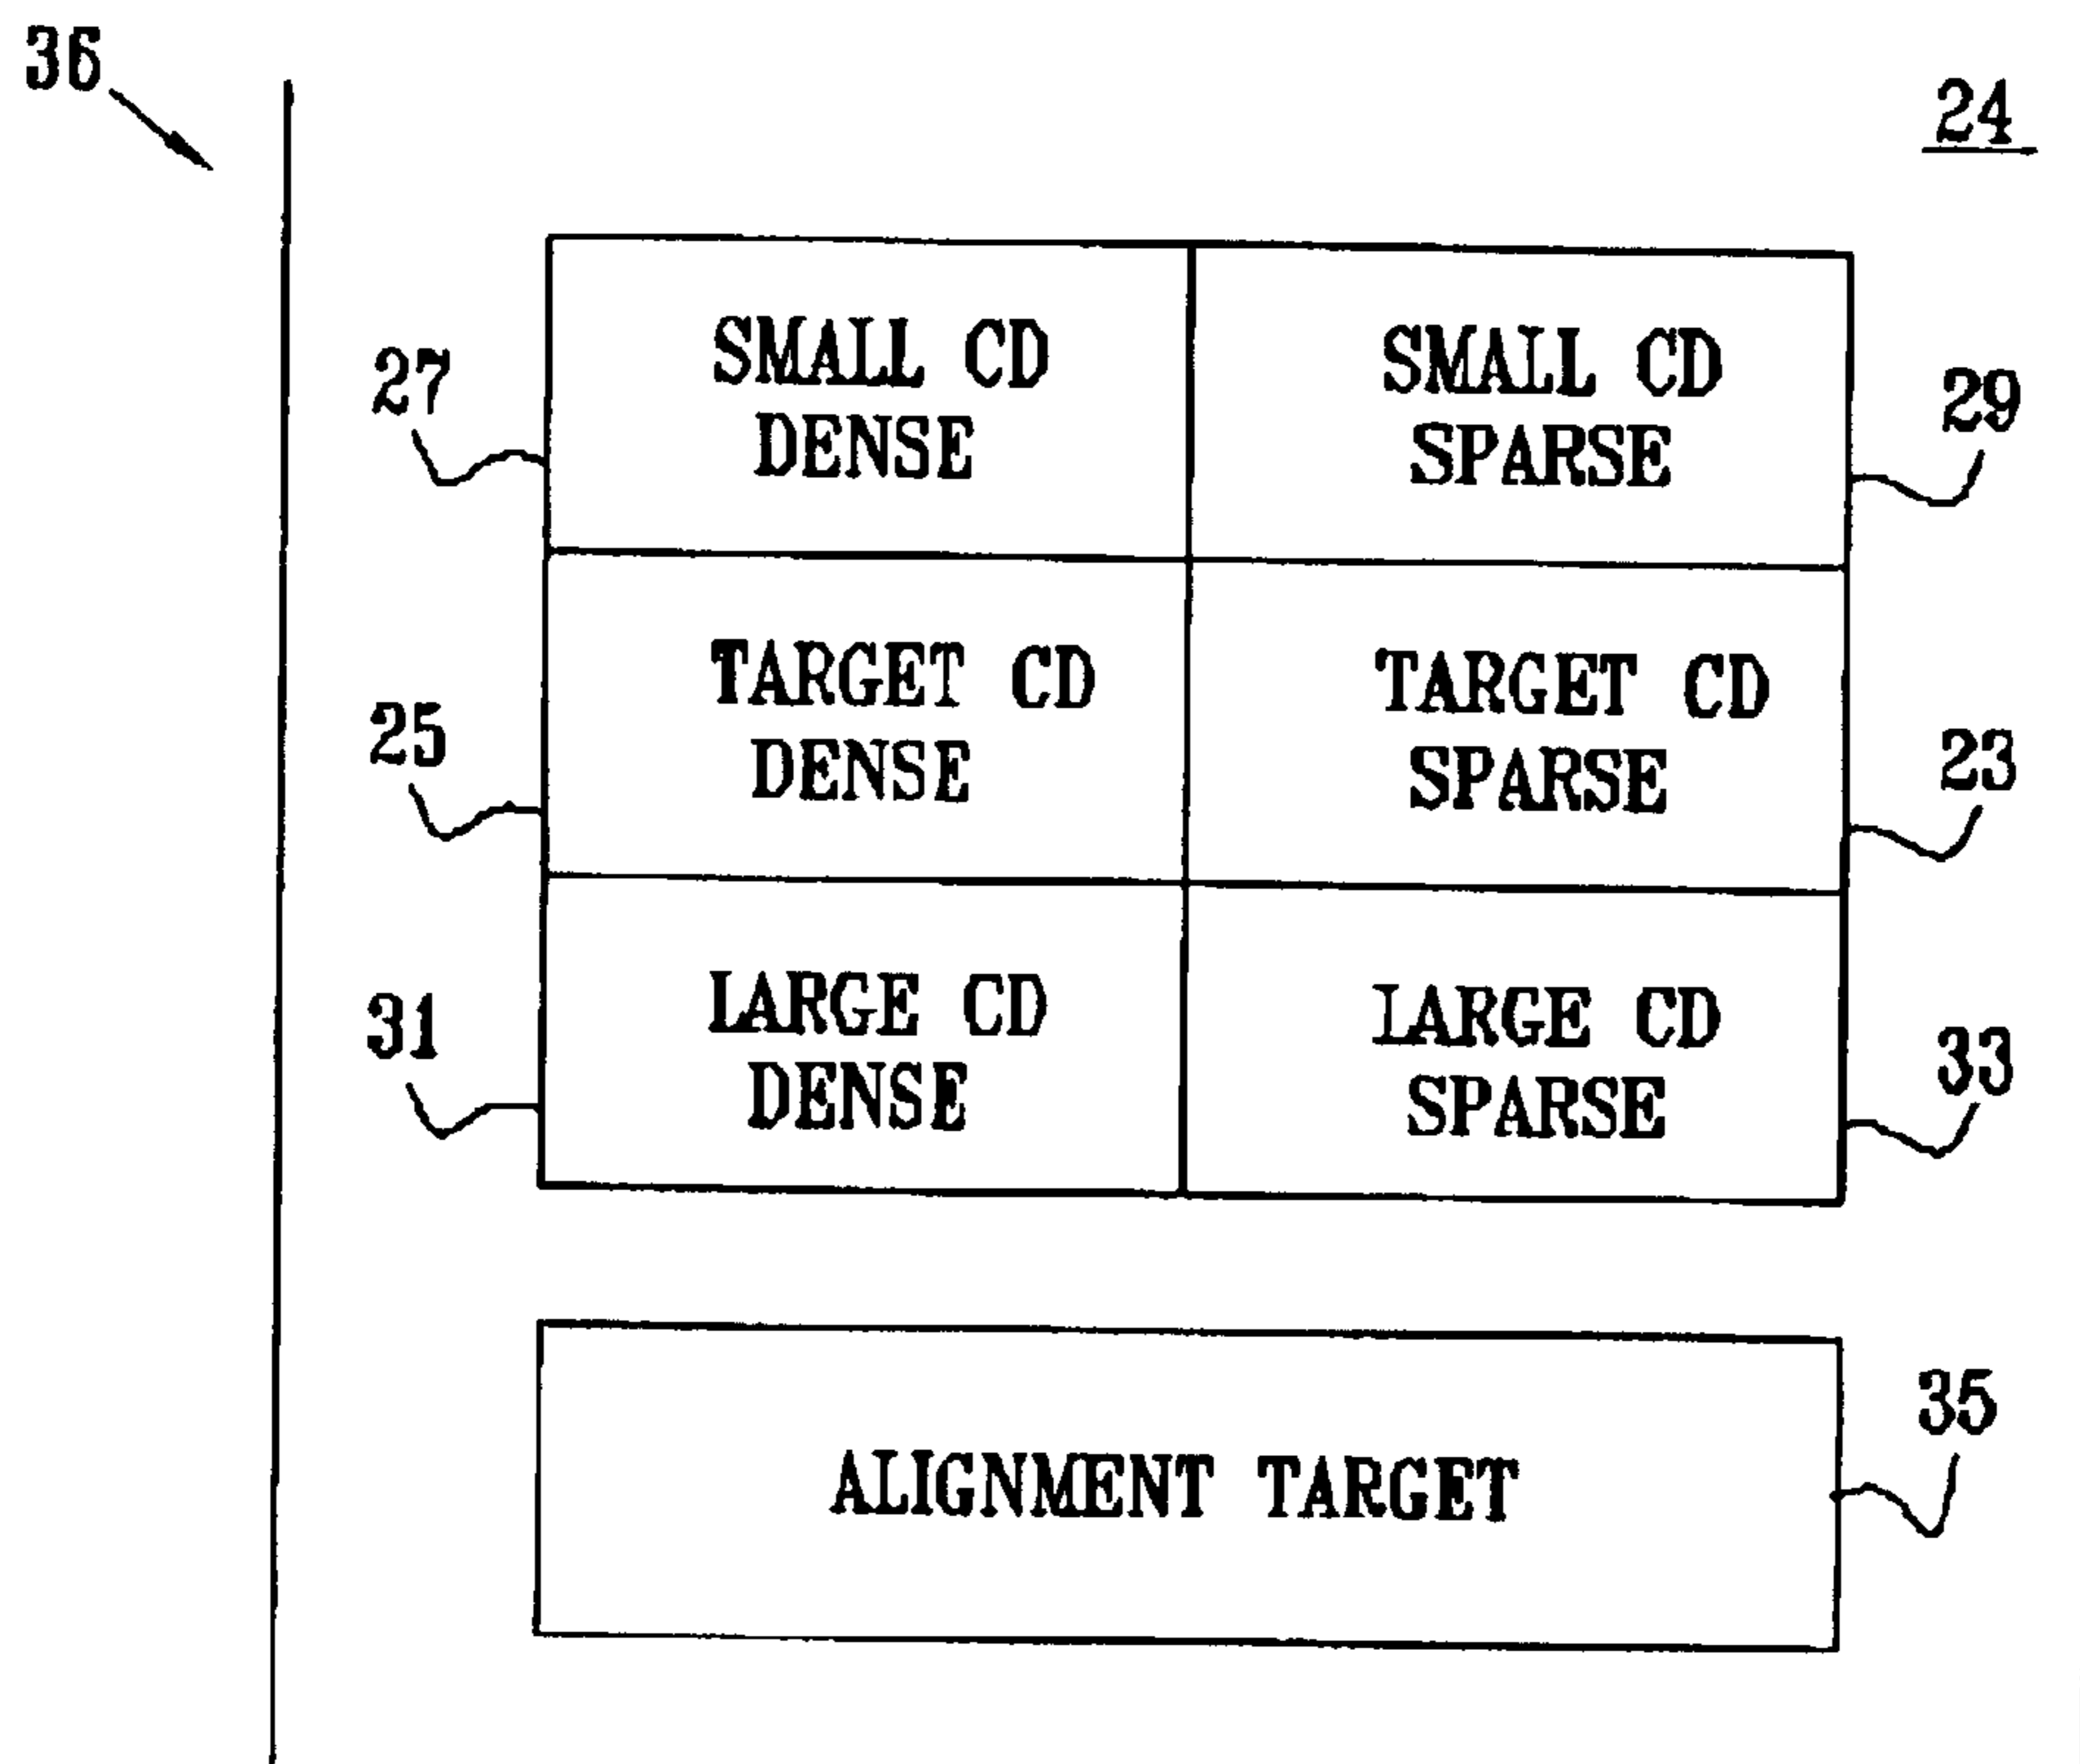 36
24
SMALL CD
DENSE
SMALL CD
SPARSE
27
29
TARGET CD
DENSE
TARGET CD
SPARSE
25
23
LARGE CD
DENSE
LARGE CD
SPARSE
31
33
ALIGNMENT TARGET
35